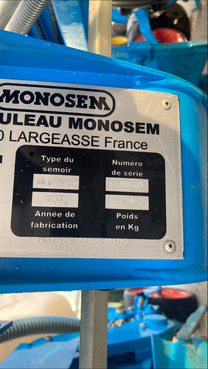 MONOSEM
ULEAU MONOSEM
0 LARGEASSE France
Type du
semoir
Numéro
de série
Année de
fabrication
Poids
en Kg